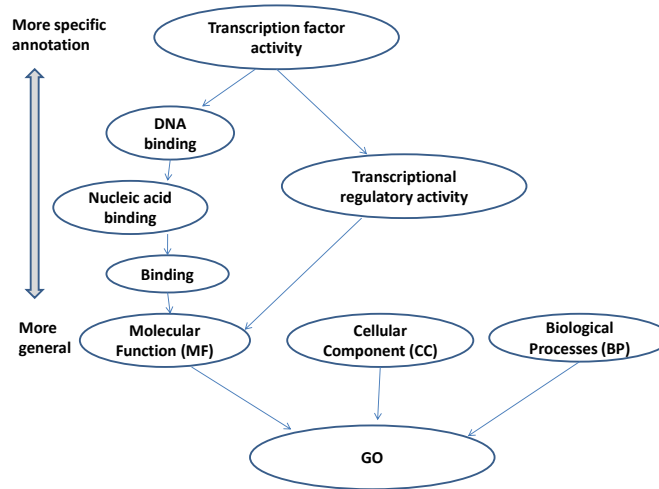 More specific
annotation
Transcription factor
activity
DNA
binding
Transcriptional
regulatory activity
Nucleic acid
binding
Binding
More
general
Molecular
Function (MF)
Cellular
Component (CC)
Biological
Processes (BP)
GO